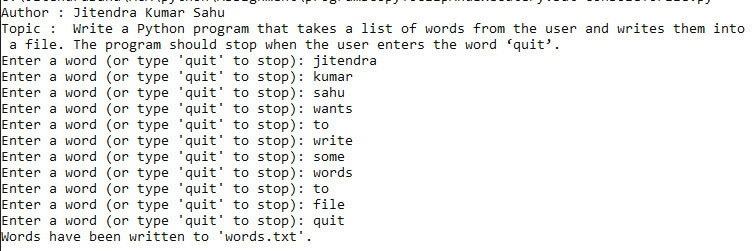 Author : Jitendra Kumar Sahu
Topic :  Write a Python program that takes a list of words from the user and writes them into
 a file. The program should stop when the user enters the word ‘quit’.
Enter a word (or type 'quit' to stop): jitendra
Enter a word (or type 'quit' to stop): kumar
Enter a word (or type 'quit' to stop): sahu
Enter a word (or type 'quit' to stop): wants
Enter a word (or type 'quit' to stop): to
Enter a word (or type 'quit' to stop): write
Enter a word (or type 'quit' to stop): some
Enter a word (or type 'quit' to stop): words
Enter a word (or type 'quit' to stop): to
Enter a word (or type 'quit' to stop): file
Enter a word (or type 'quit' to stop): quit
Words have been written to 'words.txt'.